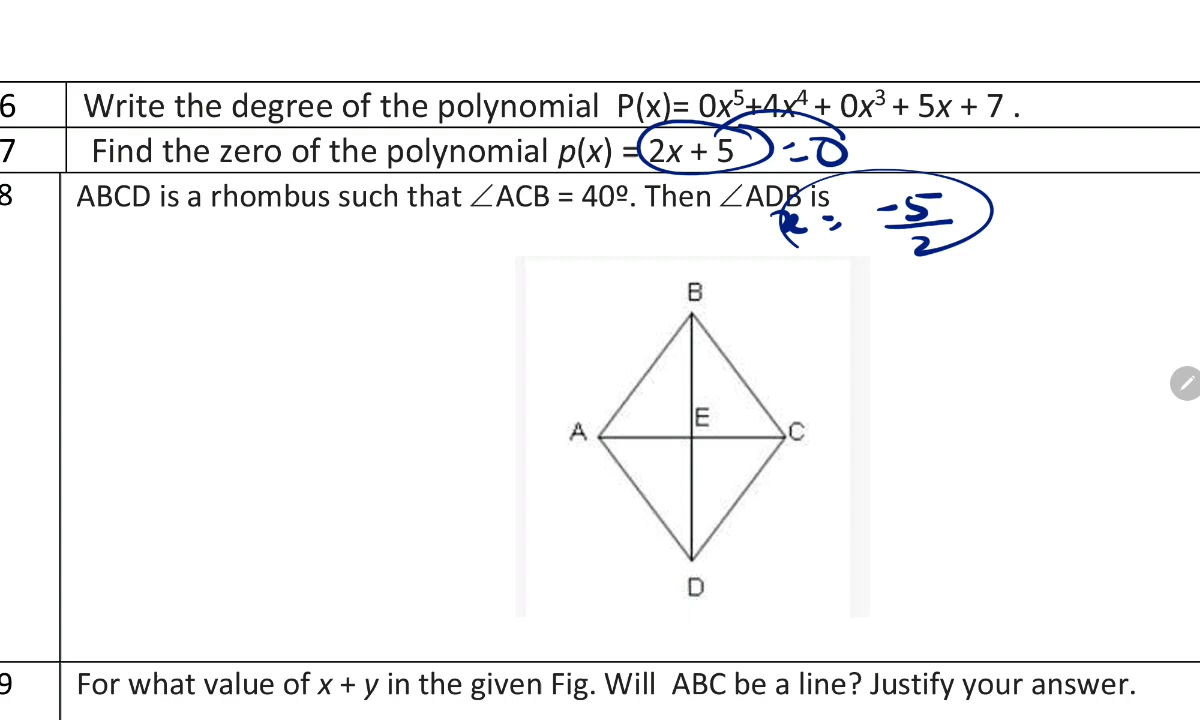 6 Write the degree of the polynomial P(x)= 0x⁵+4x⁴ + 0x³ + 5x + 7 .
7 Find the zero of the polynomial p(x) = 2x + 5 = 0
8 ABCD is a rhombus such that ∠ACB = 40º. Then ∠ADB is
x = -5/2
B
E
A C
D
9 For what value of x + y in the given Fig. Will ABC be a line? Justify your answer.